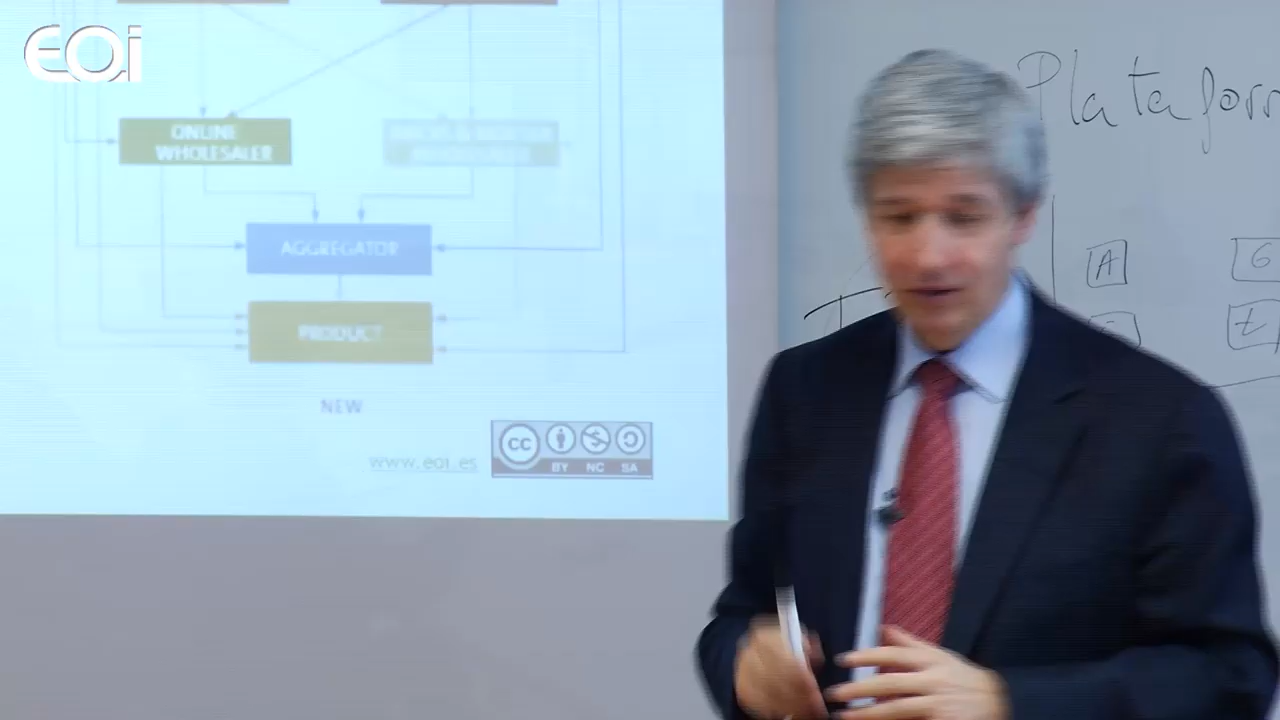 eoi
Plataform
ONLINE
WHOLESALER
AGGREGATOR
A
G
PRODUCT
NEW
www.eoi.es
cc
BY NC SA